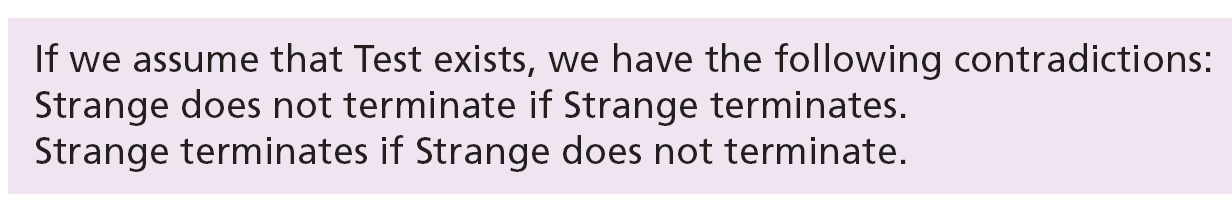 If we assume that Test exists, we have the following contradictions:
Strange does not terminate if Strange terminates.
Strange terminates if Strange does not terminate.